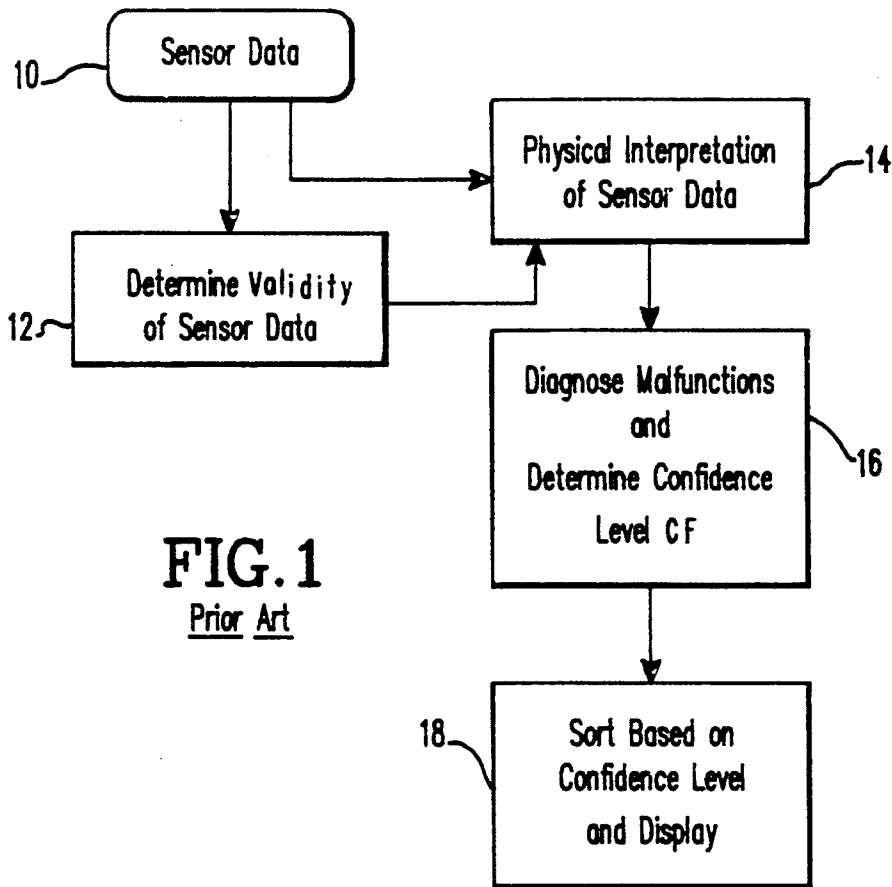 10
Sensor Data
Physical Interpretation
of Sensor Data
14
12
Determine Validity
of Sensor Data
Diagnose Malfunctions
and
Determine Confidence
Level CF
16
FIG.1
Prior Art
18
Sort Based on
Confidence Level
and Display